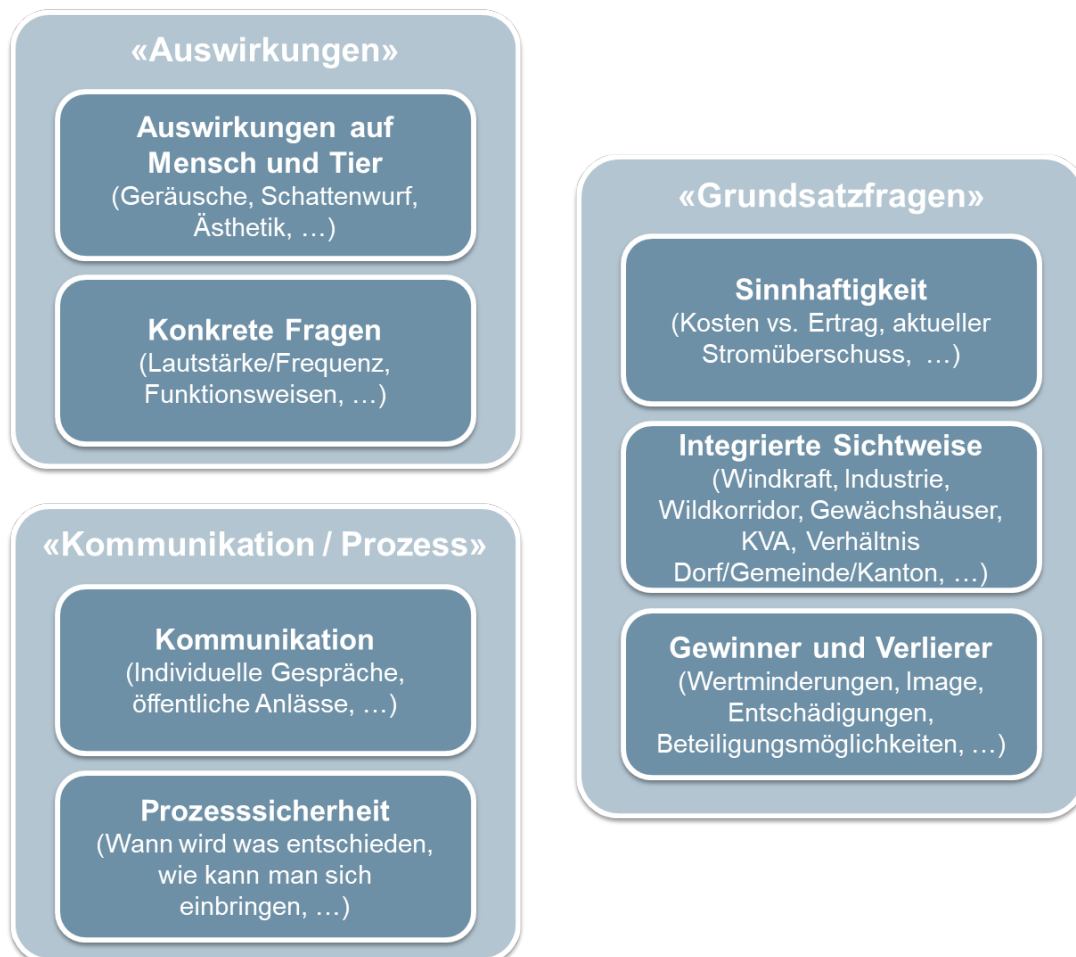 «Auswirkungen»
Auswirkungen auf
Mensch und Tier
(Geräusche, Schattenwurf,
Ästhetik, …)
Konkrete Fragen
(Lautstärke/Frequenz,
Funktionsweisen, …)
«Kommunikation / Prozess»
Kommunikation
(Individuelle Gespräche,
öffentliche Anlässe, …)
Prozesssicherheit
(Wann wird was entschieden,
wie kann man sich
einbringen, …)
«Grundsatzfragen»
Sinnhaftigkeit
(Kosten vs. Ertrag, aktueller
Stromüberschuss, …)
Integrierte Sichtweise
(Windkraft, Industrie,
Wildkorridor, Gewächshäuser,
KVA, Verhältnis
Dorf/Gemeinde/Kanton, …)
Gewinner und Verlierer
(Wertminderungen, Image,
Entschädigungen,
Beteiligungsmöglichkeiten, …)